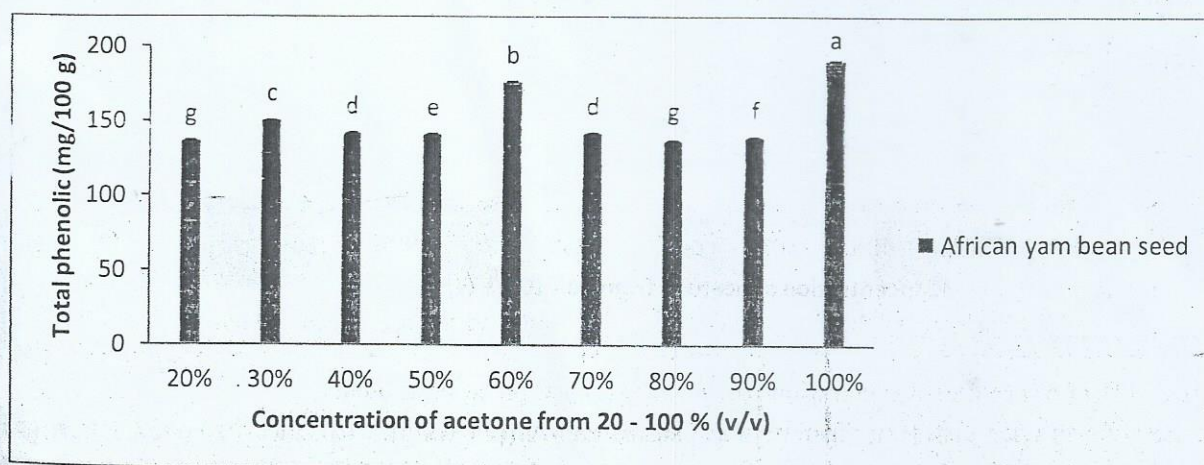 Total phenolic (mg/100 g)
200
150
100
50
0
g c d e b d g f a
20% 30% 40% 50% 60% 70% 80% 90% 100%
Concentration of acetone from 20 - 100 % (v/v)
African yam bean seed